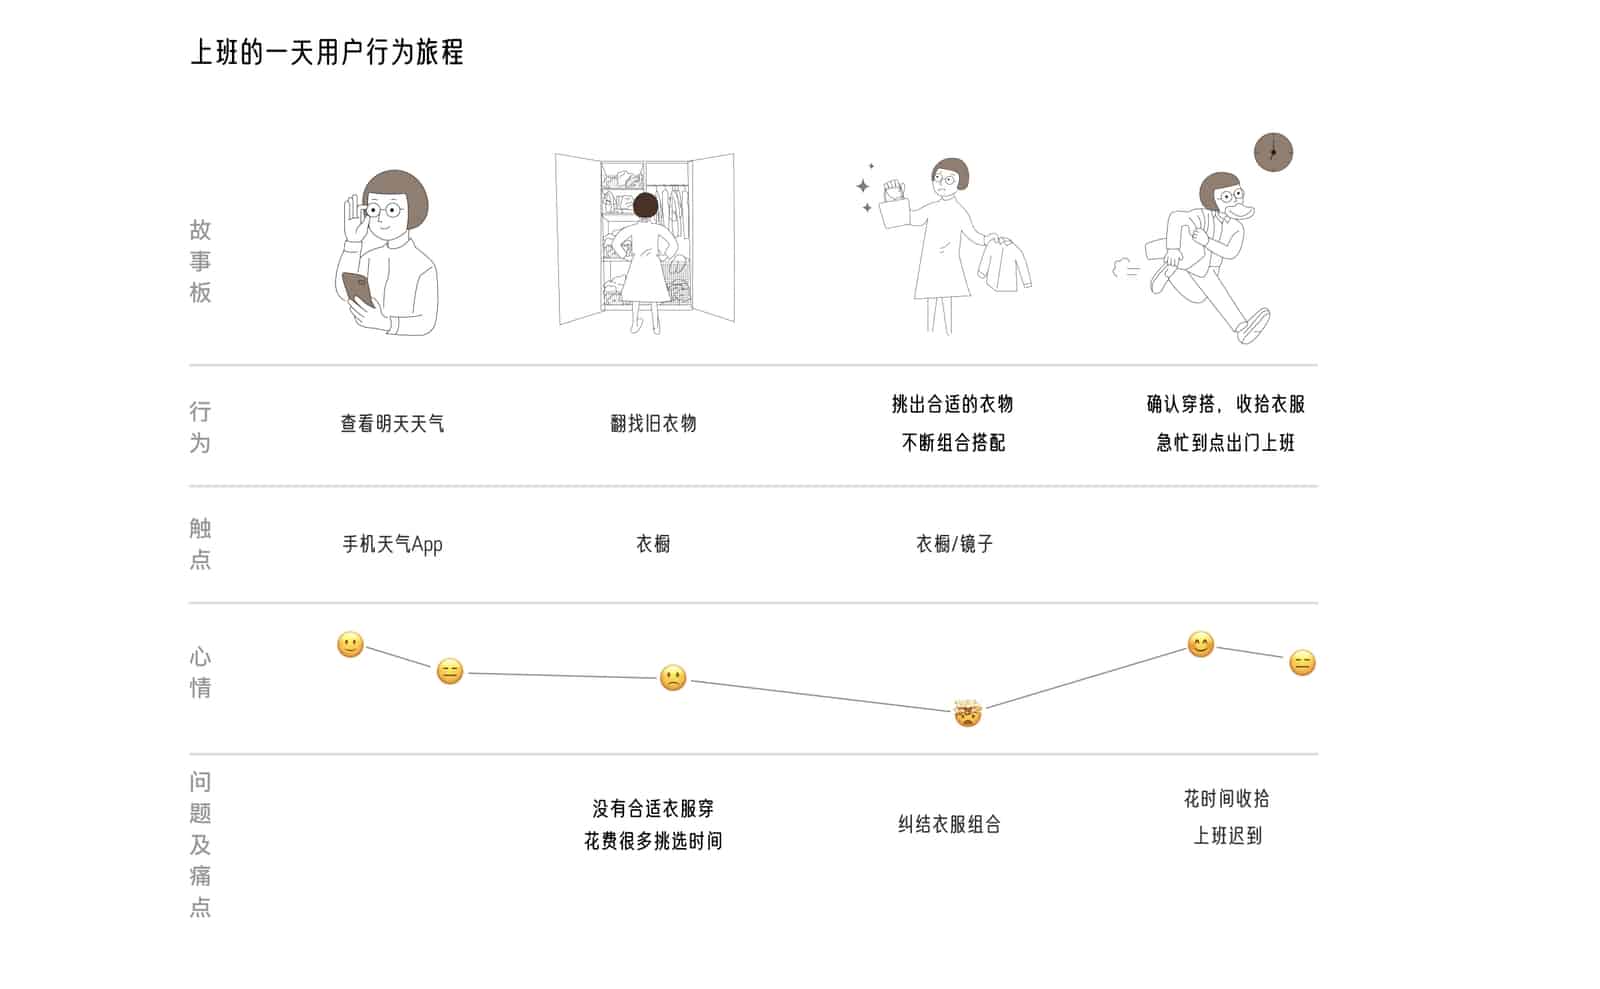 上班的一天用户行为旅程
故事板
行为
查看明天天气
翻找旧衣物
挑出合适的衣物
不断组合搭配
确认穿搭，收拾衣服
急忙到点出门上班
触点
手机天气App
衣橱
衣橱/镜子
心情
问题及痛点
没有合适衣服穿
花费很多挑选时间
纠结衣服组合
花时间收拾
上班迟到